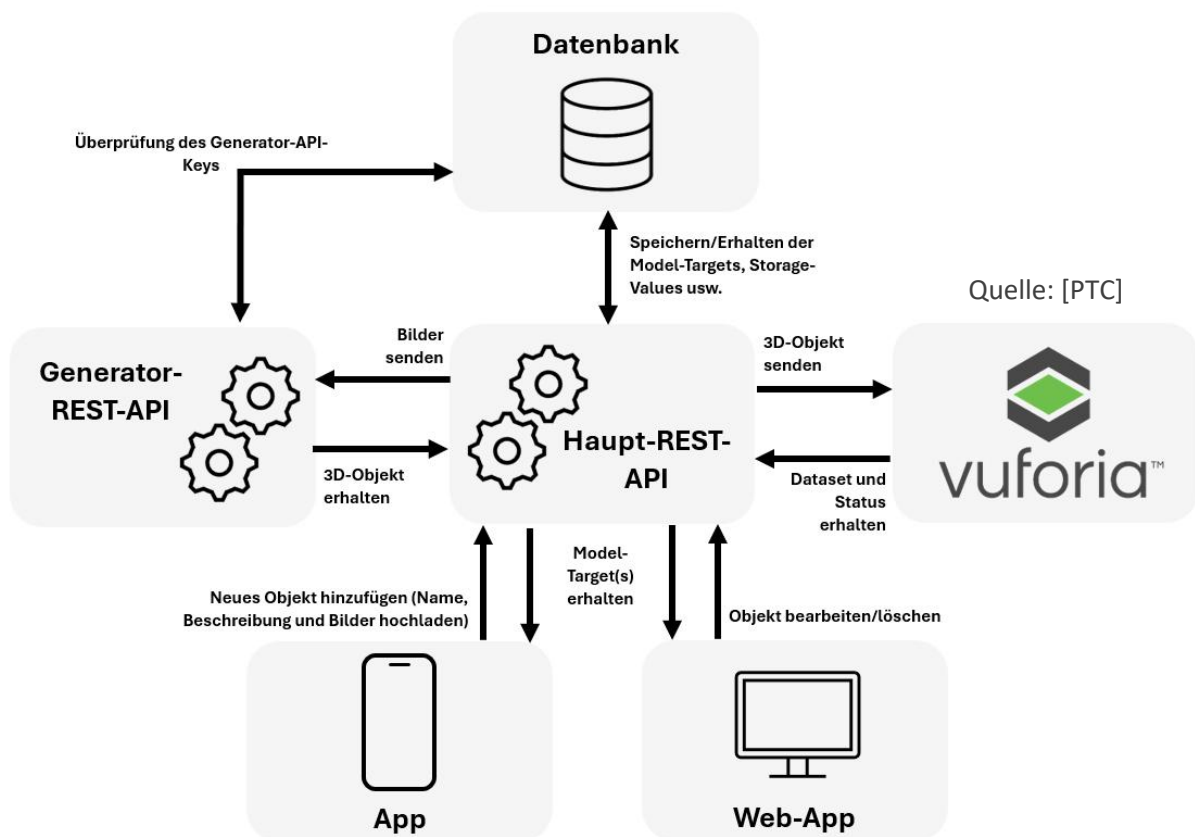 Datenbank
Überprüfung des Generator-API-
Keys
Speichern/Erhalten der
Model-Targets, Storage-
Values usw.
Quelle: [PTC]
Generator-
REST-API
Bilder
senden
3D-Objekt
erhalten
Haupt-REST-
API
3D-Objekt
senden
Dataset und
Status
erhalten
vuforia™
Neues Objekt hinzufügen (Name,
Beschreibung und Bilder hochladen)
Model-
Target(s)
erhalten
Objekt bearbeiten/löschen
App
Web-App